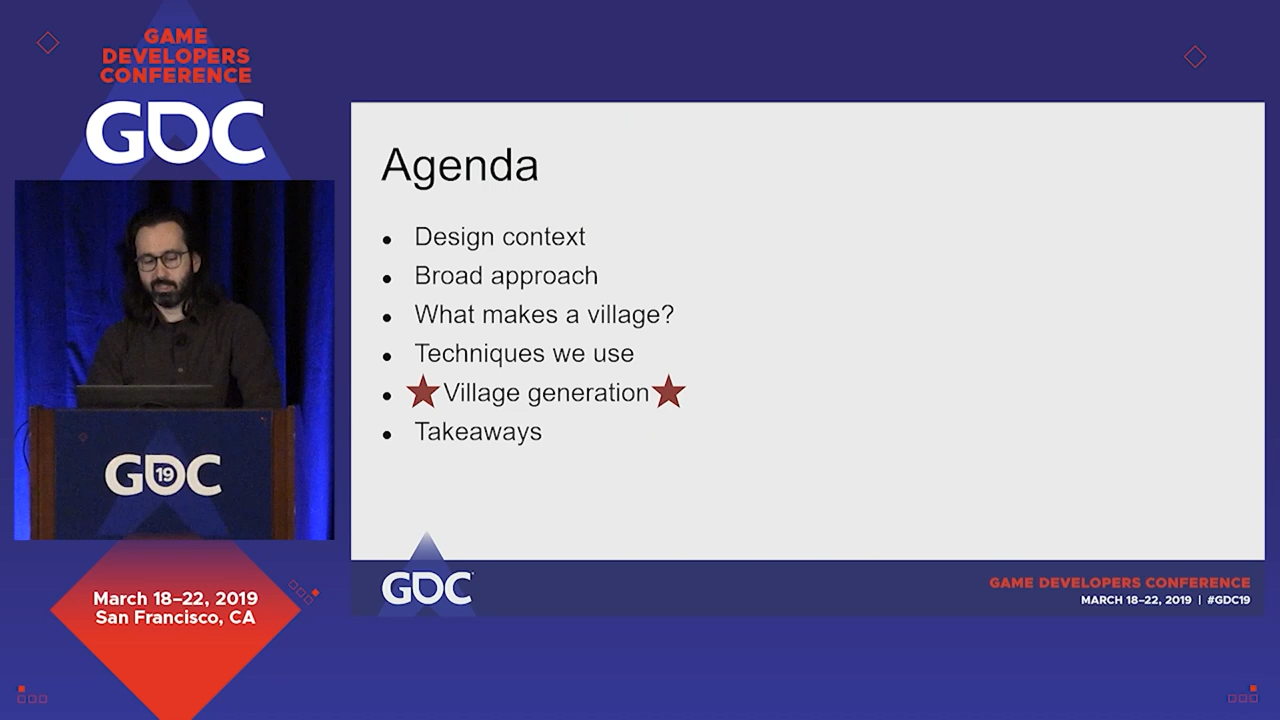 GAME
DEVELOPERS
CONFERENCE
GDC
Agenda
• Design context
• Broad approach
• What makes a village?
• Techniques we use
• ★Village generation★
• Takeaways
GDC 19
March 18–22, 2019
San Francisco, CA
GDC
GAME DEVELOPERS CONFERENCE
MARCH 18–22, 2019 | #GDC19